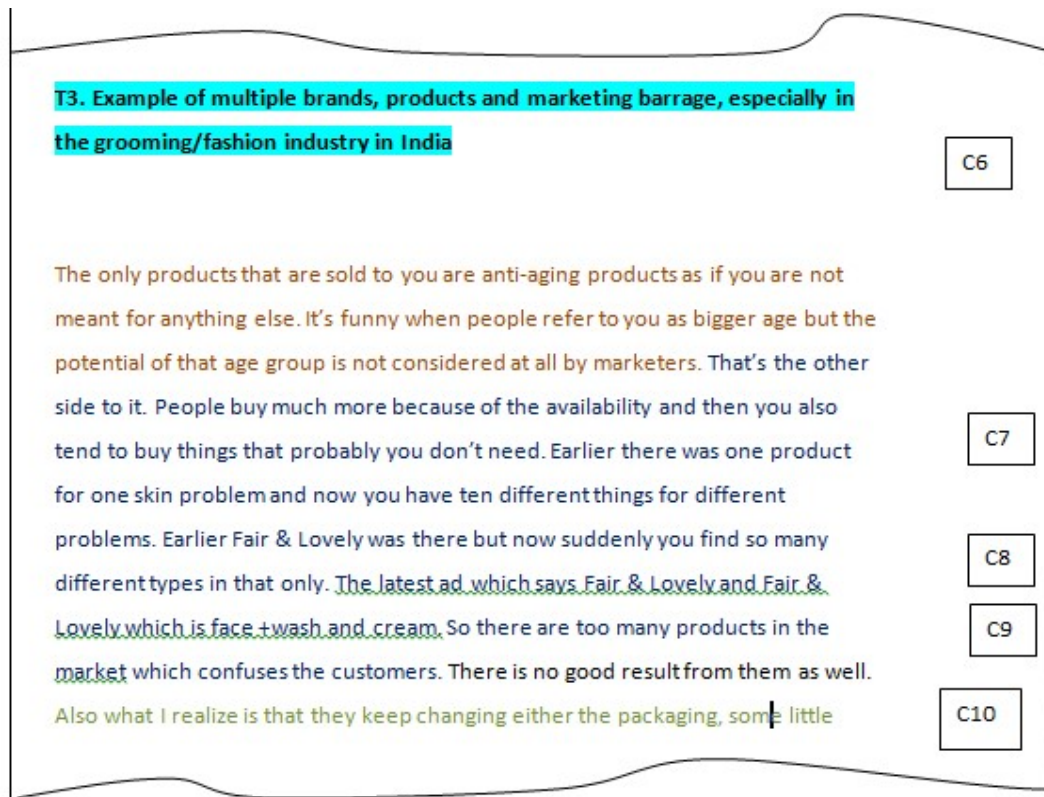 T3. Example of multiple brands, products and marketing barrage, especially in
the grooming/fashion industry in India
C6
The only products that are sold to you are anti-aging products as if you are not
meant for anything else. It's funny when people refer to you as bigger age but the
potential of that age group is not considered at all by marketers. That's the other
side to it. People buy much more because of the availability and then you also
tend to buy things that probably you don't need. Earlier there was one product
C7
for one skin problem and now you have ten different things for different
problems. Earlier Fair & Lovely was there but now suddenly you find so many
C8
different types in that only. The latest ad which says Fair & Lovely and Fair &
Lovely which is face +wash and cream. So there are too many products in the
C9
market which confuses the customers. There is no good result from them as well.
Also what I realize is that they keep changing either the packaging, some little
C10